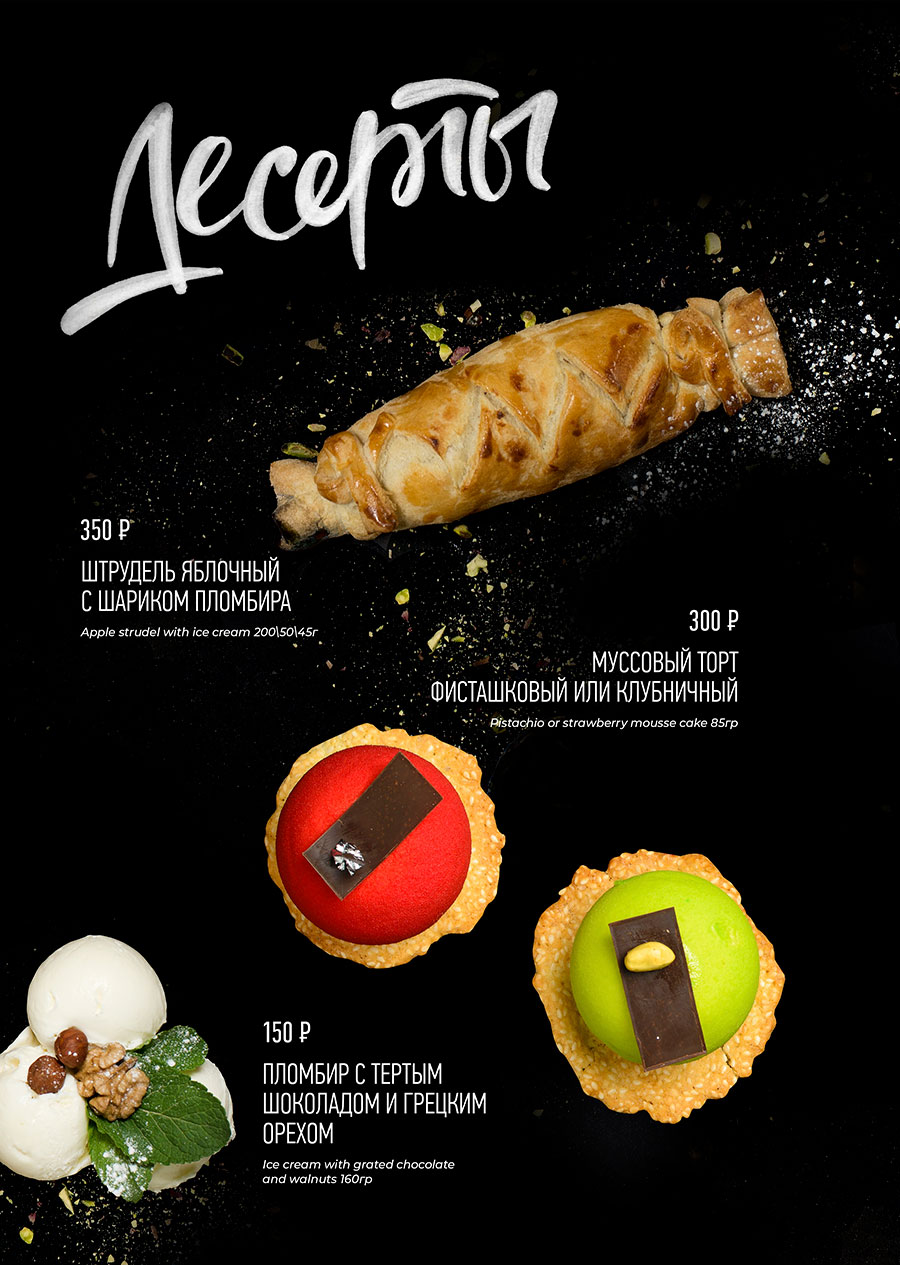 Десерты
350 ₽
ШТРУДЕЛЬ ЯБЛОЧНЫЙ
С ШАРИКОМ ПЛОМБИРА
Apple strudel with ice cream 200\50\45г
300 ₽
МУССОВЫЙ ТОРТ
ФИСТАШКОВЫЙ ИЛИ КЛУБНИЧНЫЙ
Pistachio or strawberry mousse cake 85гр
150 ₽
ПЛОМБИР С ТЕРТЫМ
ШОКОЛАДОМ И ГРЕЦКИМ
ОРЕХОМ
Ice cream with grated chocolate
and walnuts 160гр